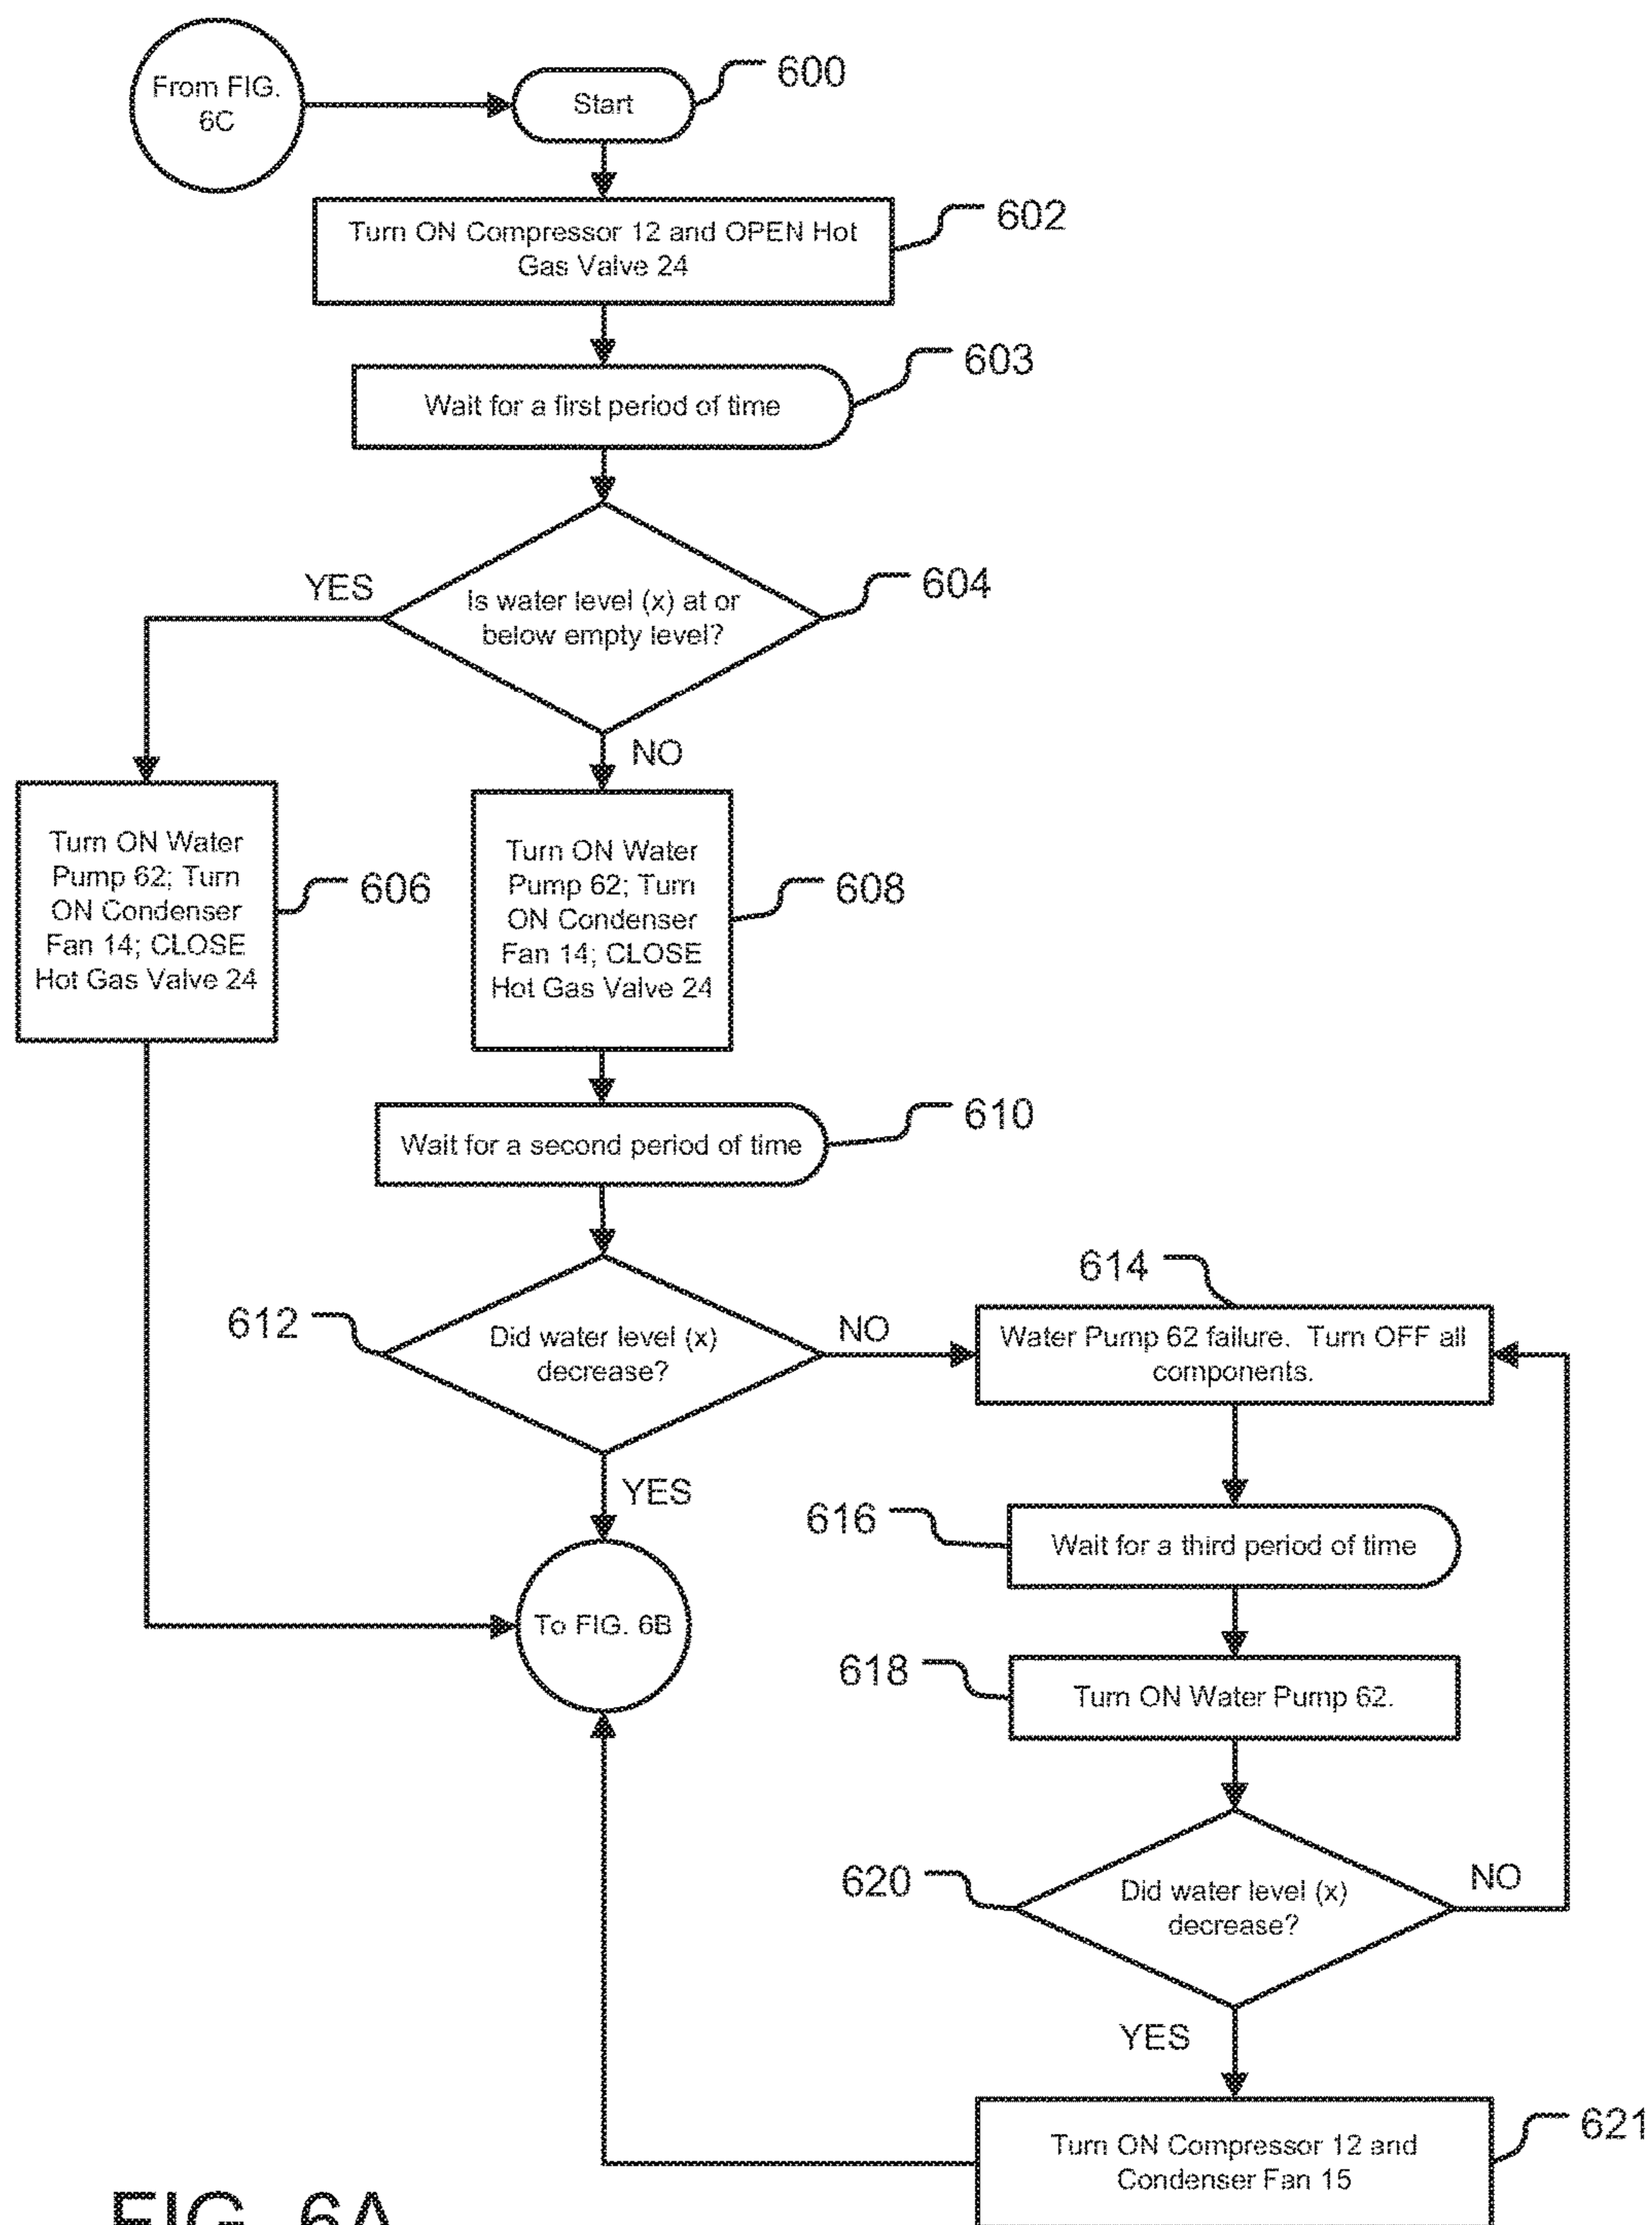 From FIG.
6C
Start
600
Turn ON Compressor 12 and OPEN Hot
Gas Valve 24
602
Wait for a first period of time
603
Is water level (x) at or
below empty level?
604
YES
NO
Turn ON Water
Pump 62; Turn
ON Condenser
Fan 14; CLOSE
Hot Gas Valve 24
606
Turn ON Water
Pump 62; Turn
ON Condenser
Fan 14; CLOSE
Hot Gas Valve 24
608
Wait for a second period of time
610
612
Did water level (x)
decrease?
NO
YES
614
Water Pump 62 failure. Turn OFF all
components.
616
Wait for a third period of time
To FIG. 6B
618
Turn ON Water Pump 62.
620
Did water level (x)
decrease?
NO
YES
Turn ON Compressor 12 and
Condenser Fan 15
621
FIG. 6A